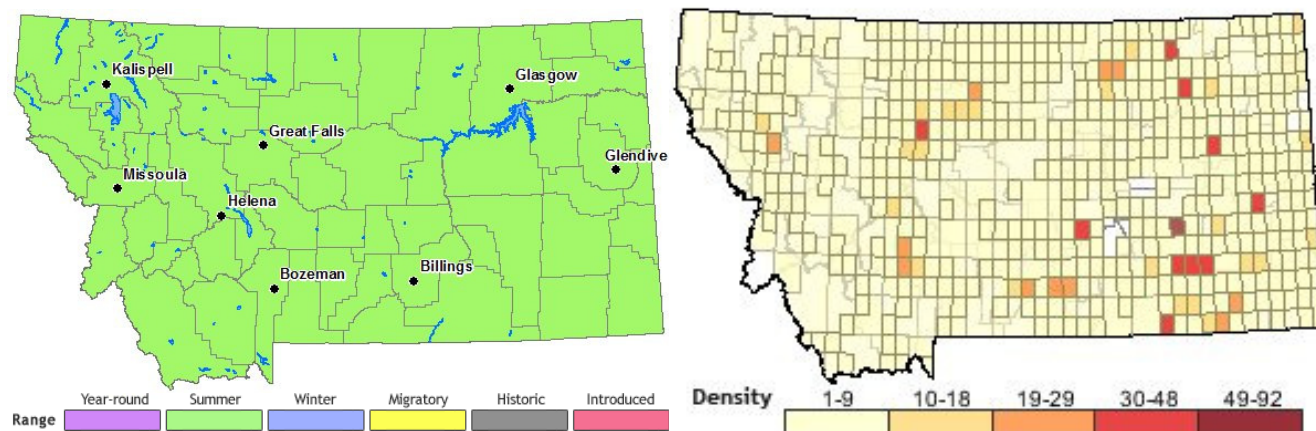 Kalispell
Glasgow
Great Falls
Glendive
Missoula
Helena
Bozeman
Billings
Range Year-round Summer Winter Migratory Historic Introduced
Density 1-9 10-18 19-29 30-48 49-92